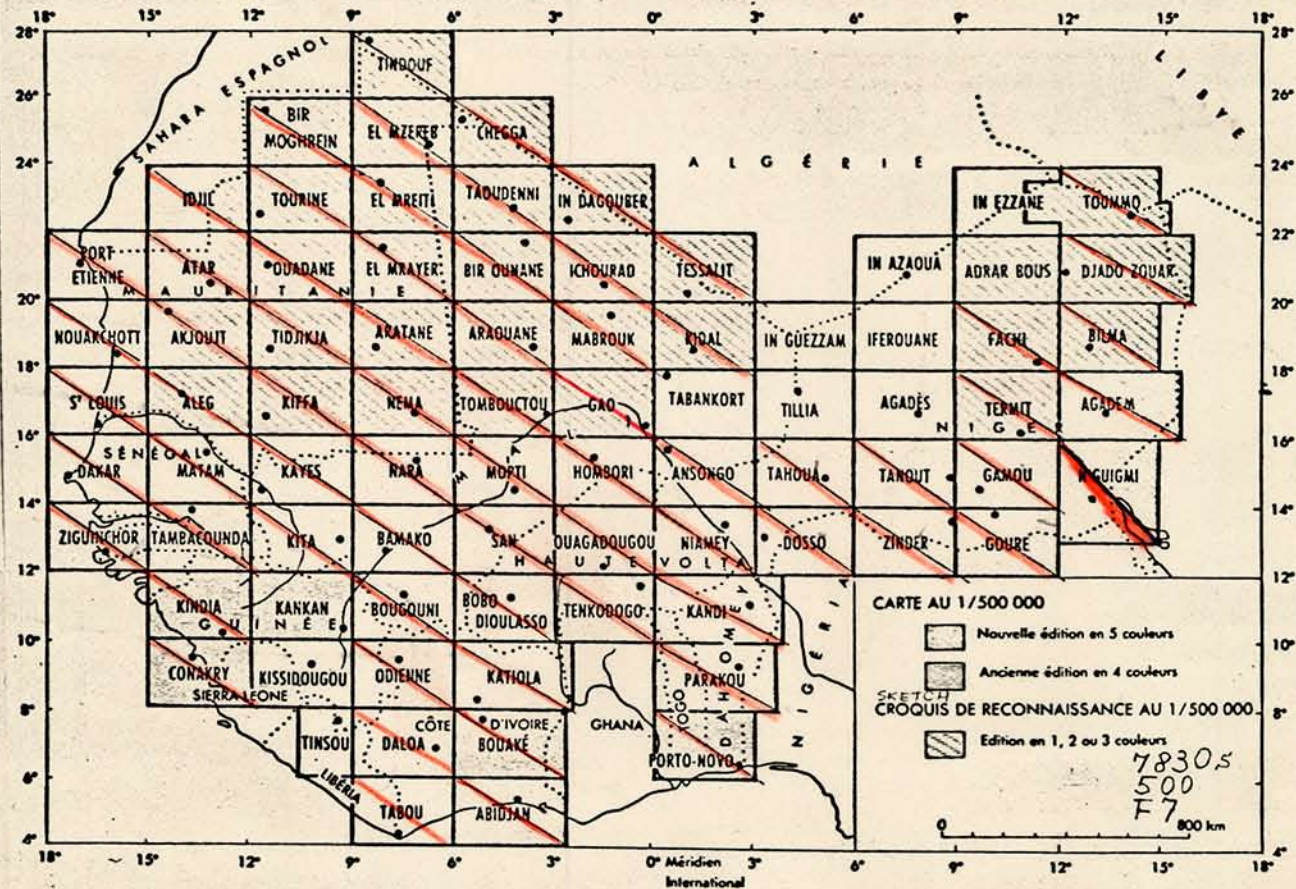 18° 15° 12° 9° 6° 3° 0° 3° 6° 9° 12° 15° 18°
28° 28°
SAHARA ESPAGNOL
TINDOUF
LIBYE
26° 26°
BIR MOGHREIN EL MZEREB CHEGGA
24° ALGÉRIE 24°
IDJIL TOURINE EL MREITI TAOUDENNI IN DAGOUBER IN EZZANE TOUMMO
22° 22°
PORT ETIENNE ATAR OUADANE EL MRAYER BIR OUNANE ICHOURAD TESSALIT IN AZAOUA ADRAR BOUS DJADO ZOUAR
MAURITANIE
20° 20°
NOUAKCHOTT AKJOUJT TIDJIKJA ARATANE ARAOUANE MABROUK KIDAL IN GUEZZAM IFEROUANE FACHI BILMA
18° 18°
ST LOUIS ALEG KIFFA NEMA TOMBOUCTOU GAO TABANKORT TILLIA AGADÈS TERMIT AGADEM
NIGER
16° 16°
SÉNÉGAL
MALI
DAKAR MATAM KAYES NARA MOPTI HOMBORI ANSONGO TAHOUA TANOUT GAMOU N'GUIGMI
14° 14°
ZIGUINCHOR TAMBACOUNDA KITA BAMAKO SAN OUAGADOUGOU NIAMEY DOSSO ZINDER GOURE
HAUTE VOLTA
12° 12°
KINDIA KANKAN BOUGOUNI BOBO DIOULASSO TENKODOGO KANDI
GUINÉE
10° 10°
CONAKRY KISSIDOUGOU ODIENNE KATIOLA PARAKOU
SIERRA LEONE
TOGO
DAHOMEY
NIGÉRIA
8° 8°
TINSOU DALOA CÔTE D'IVOIRE BOUAKÉ GHANA PORTO-NOVO
LIBÉRIA
6° 6°
TABOU ABIDJAN
4° 4°
18° 15° 12° 9° 6° 3° 0° Méridien International 3° 6° 9° 12° 15° 18°
CARTE AU 1/500 000
Nouvelle édition en 5 couleurs
Ancienne édition en 4 couleurs
SKETCH
CROQUIS DE RECONNAISSANCE AU 1/500 000
Edition en 1, 2 ou 3 couleurs
78305
500
F7
0 800 km